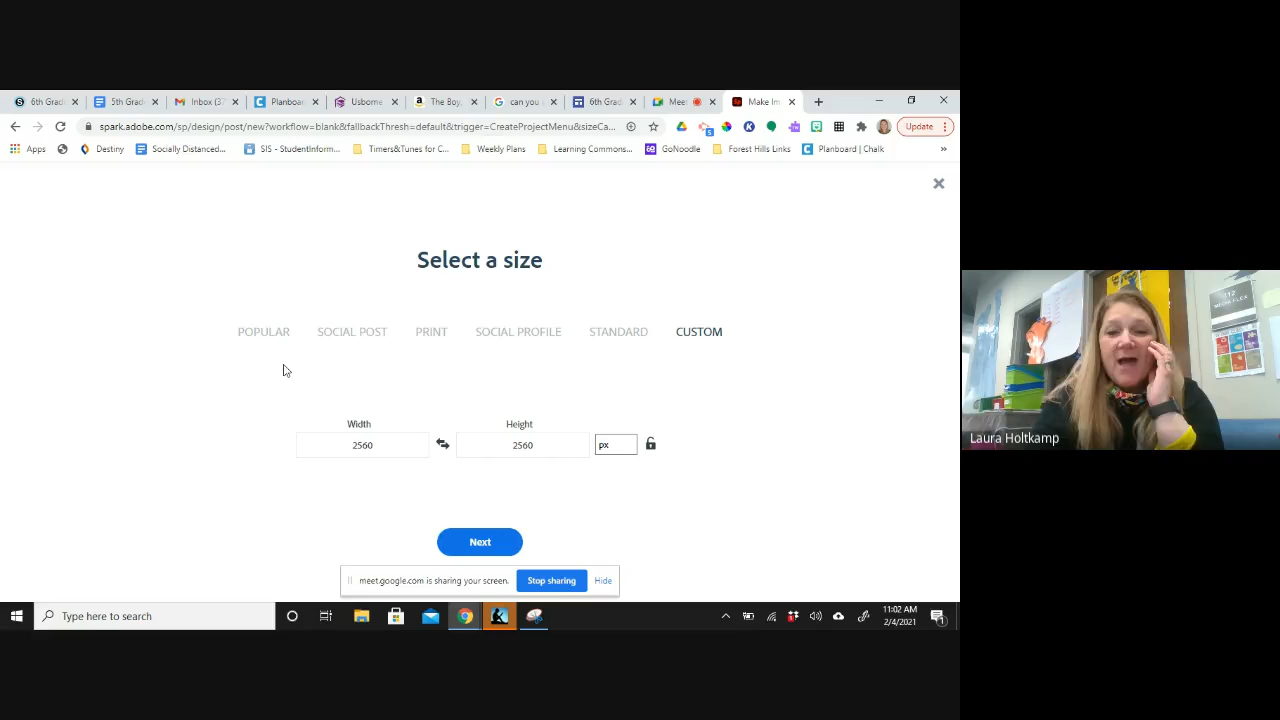 6th Grad 5th Grad Inbox (37 Planboar Usborne The Boy, can you 6th Grad Meet Make Im
spark.adobe.com/sp/design/post/new?workflow=blank&fallbackThresh=default&trigger=CreateProjectMenu&sizeCa... Update
Apps Destiny Socially Distanced... SIS - StudentInform... Timers&Tunes for C... Weekly Plans Learning Commons... GoNoodle Forest Hills Links Planboard | Chalk »
Select a size
POPULAR SOCIAL POST PRINT SOCIAL PROFILE STANDARD CUSTOM
Width Height
2560 2560 px
Next
meet.google.com is sharing your screen. Stop sharing Hide
Type here to search
11:02 AM
2/4/2021
112
MEDIA FLEX
Laura Holtkamp